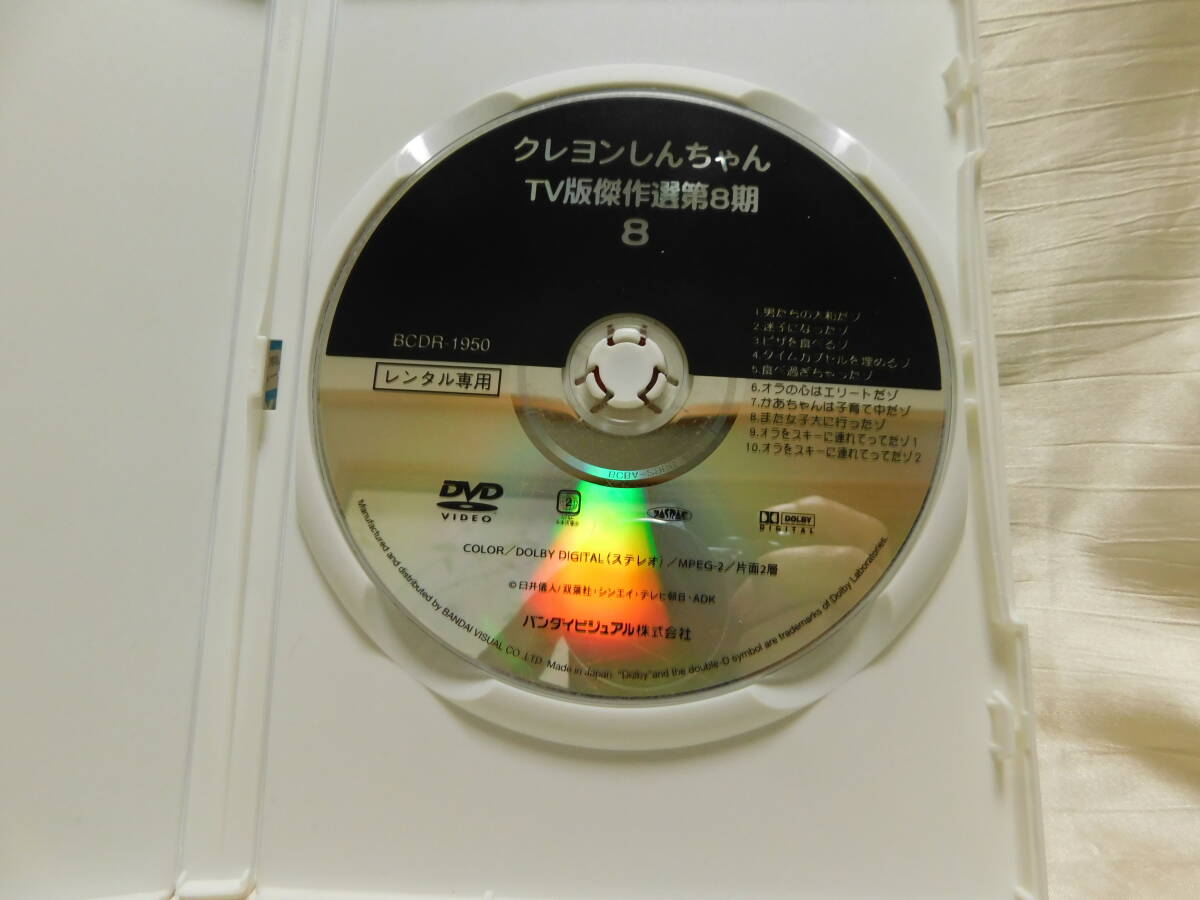 クレヨンしんちゃん
TV版傑作選第8期
8
BCDR-1950
レンタル専用
1.男たちの大和だゾ
2.迷子になったゾ
3.ピザを食べるゾ
4.タイムカプセルを埋めるゾ
5.食べ過ぎちゃったゾ
6.オラの心はエリートだゾ
7.かあちゃんは子育て中だゾ
8.また女子大に行ったゾ
9.オラをスキーに連れてってだゾ1
10.オラをスキーに連れてってだゾ2
DVD
VIDEO
2
DOLBY
DIGITAL
COLOR/DOLBY DIGITAL(ステレオ)/MPEG-2/片面2層
©臼井儀人/双葉社・シンエイ・テレビ朝日・ADK
バンダイビジュアル株式会社
Manufactured and distributed by BANDAI VISUAL CO.,LTD. Made in Japan. "Dolby" and the double-D symbol are trademarks of Dolby Laboratories.